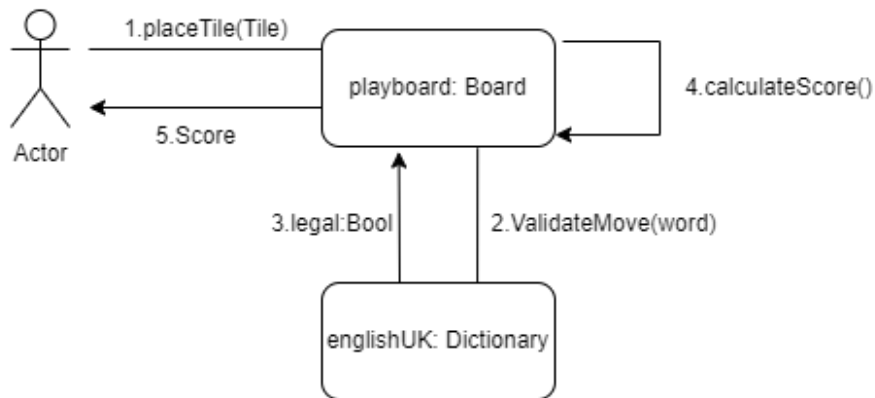 1.placeTile(Tile)
playboard: Board
4.calculateScore()
5.Score
Actor
3.legal:Bool
2.ValidateMove(word)
englishUK: Dictionary